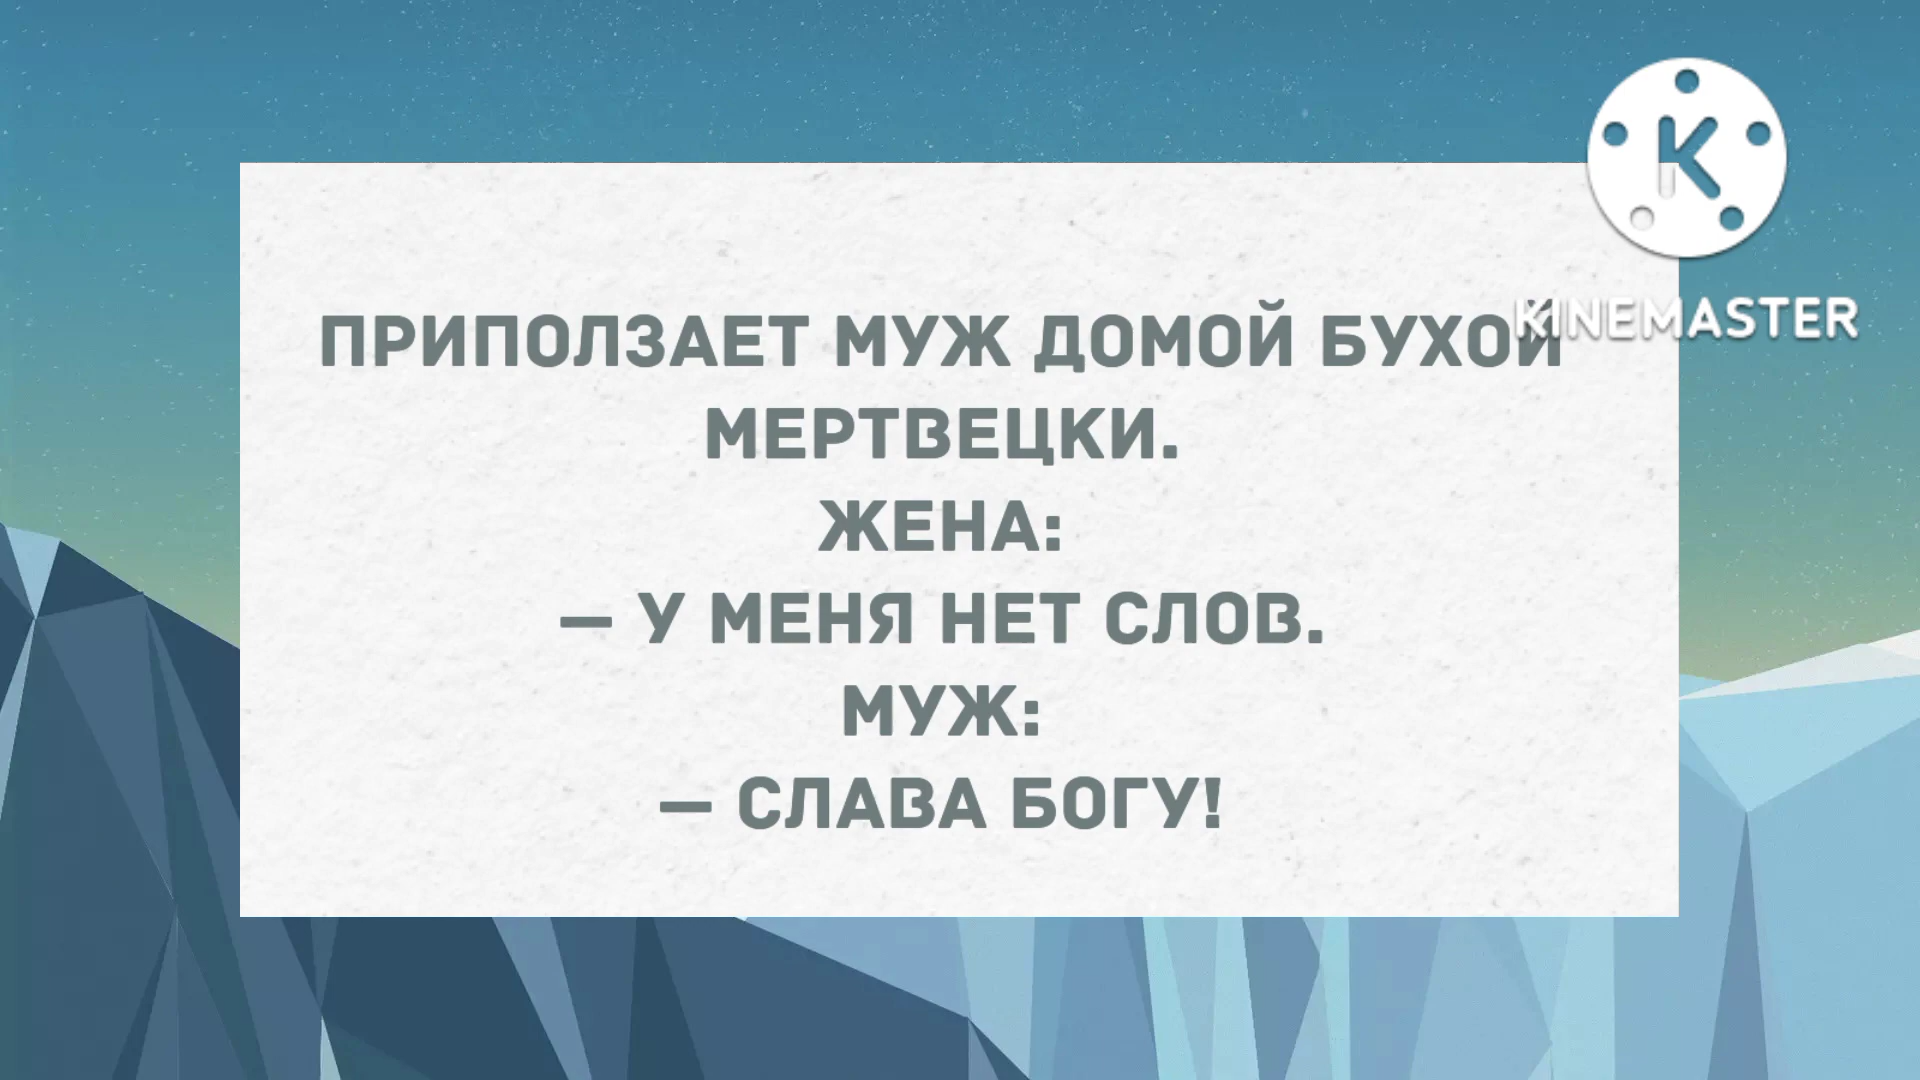 ПРИПОЛЗАЕТ МУЖ ДОМОЙ БУХОЙ
МЕРТВЕЦКИ.
ЖЕНА:
— У МЕНЯ НЕТ СЛОВ.
МУЖ:
— СЛАВА БОГУ!
K
KINEMASTER